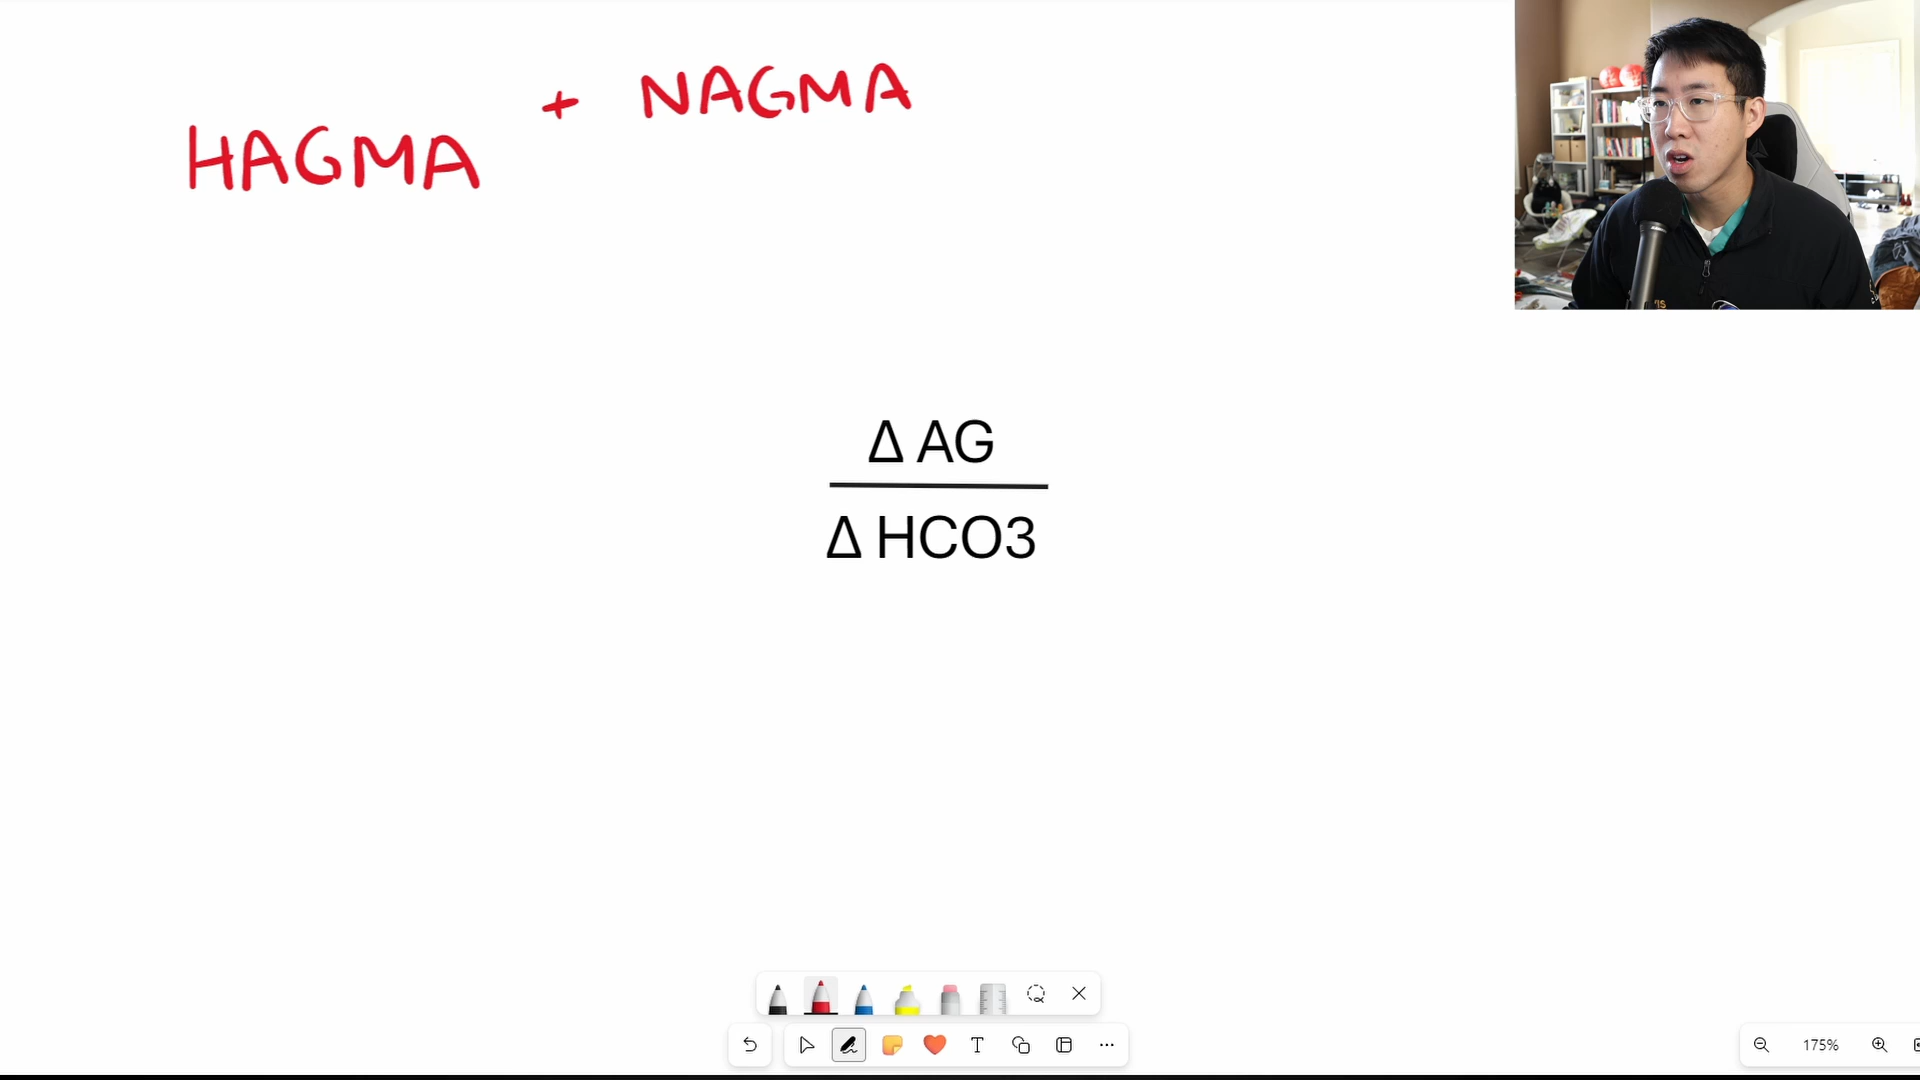 + NAGMA
HAGMA
Δ AG
Δ HCO3
T
175%